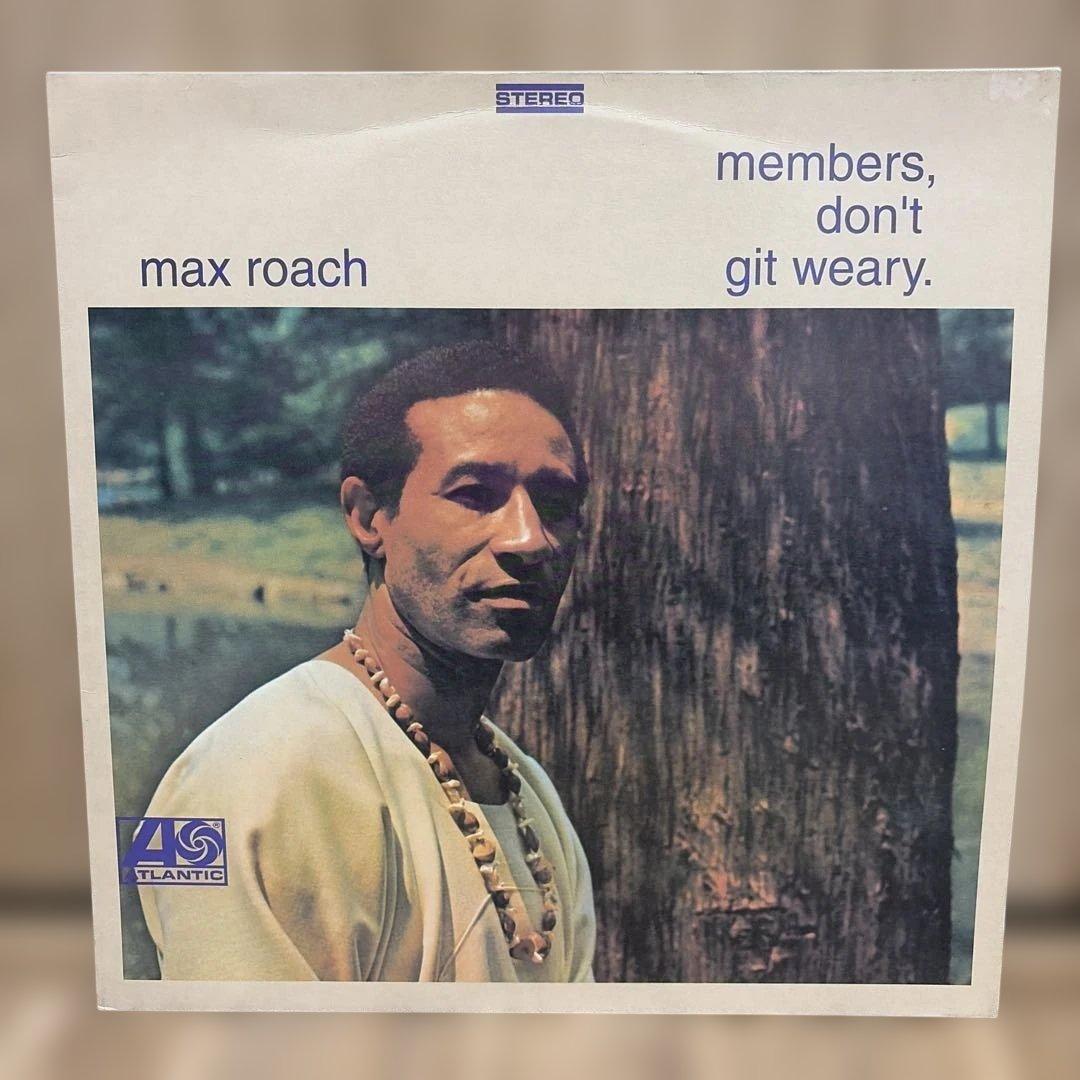 STEREO
members,
don't
max roach
git weary.
ATLANTIC